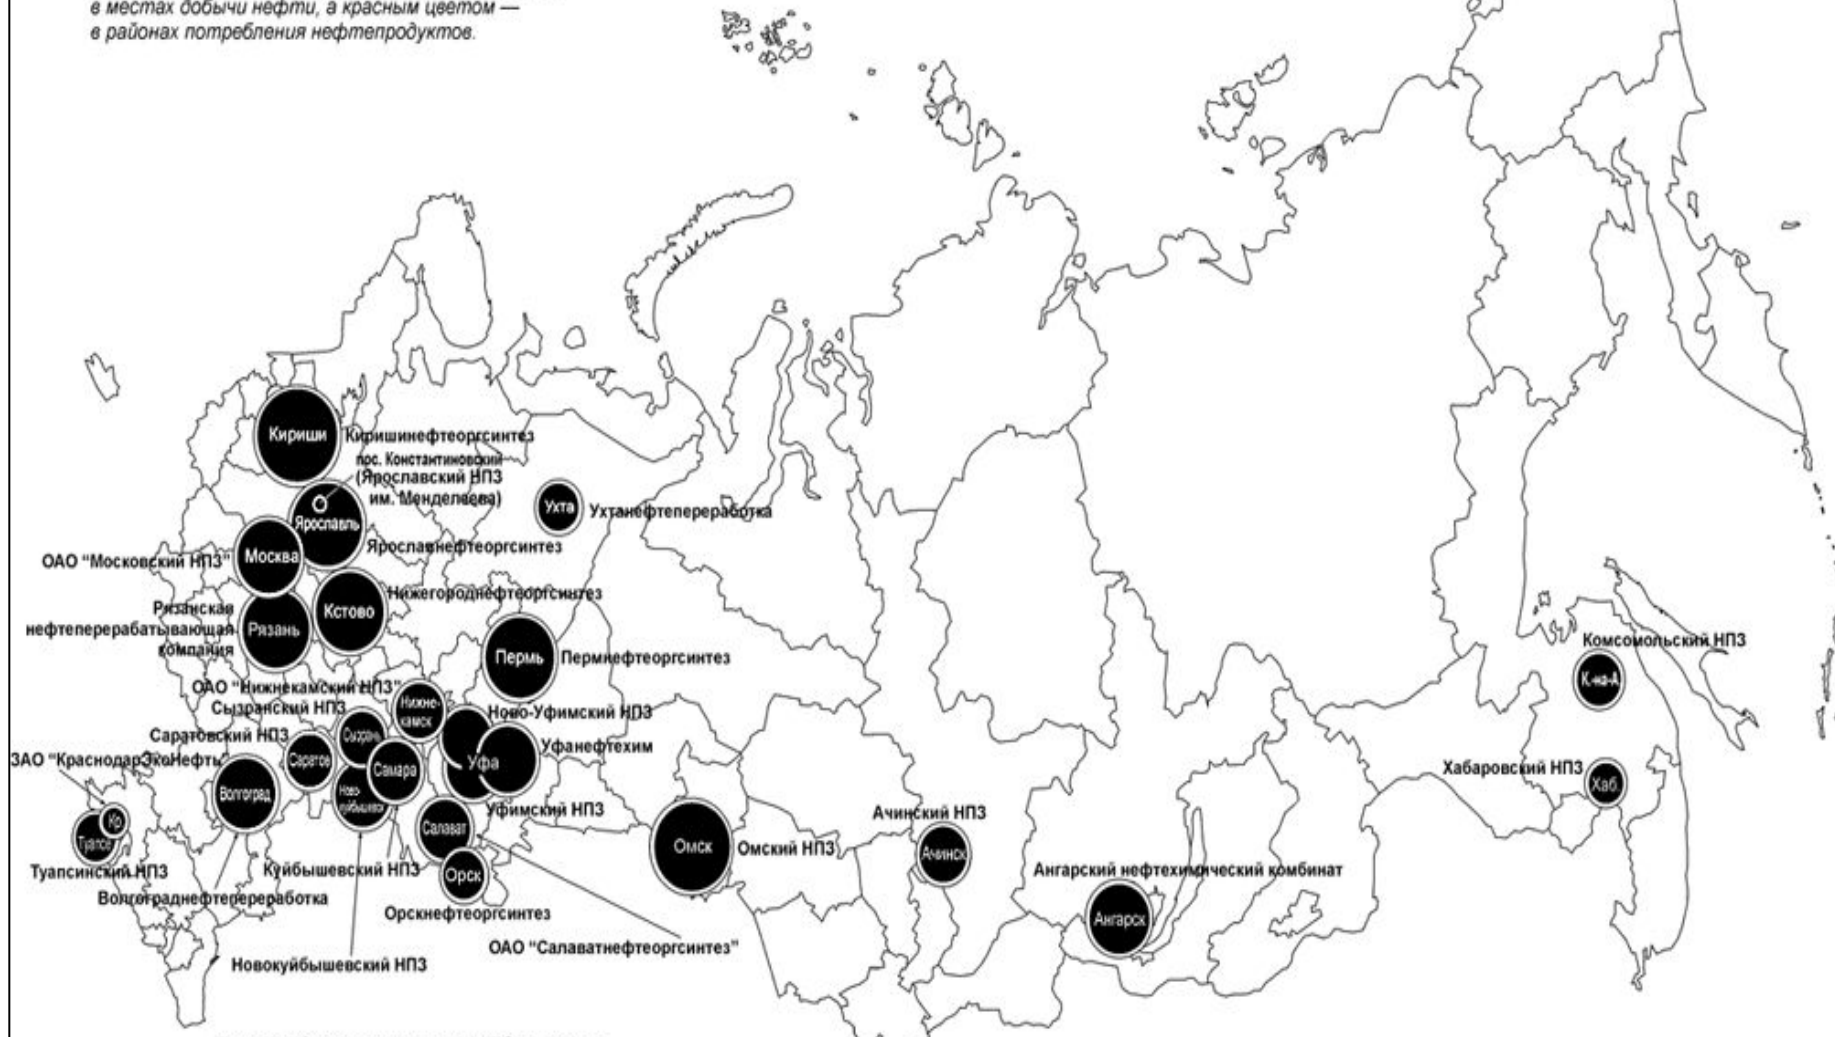 в местах добычи нефти, а красным цветом —
в районах потребления нефтепродуктов.
Кириши
Киришинефтеоргсинтез
пос. Константиновский
(Ярославский НПЗ
им. Менделеева)
Ухта
Ухтанефтепереработка
Ярославль
Ярославнефтеоргсинтез
Москва
ОАО “Московский НПЗ”
Нижегороднефтеоргсинтез
Кстово
Рязанская
нефтеперерабатывающая
компания
Рязань
Пермь
Пермнефтеоргсинтез
Комсомольский НПЗ
К.-на-А
ОАО “Нижнекамский НПЗ”
Нижне-
камск
Сызранский НПЗ
Сызрань
Ново-Уфимский НПЗ
Саратовский НПЗ
Саратов
Уфанефтехим
Уфа
ЗАО “КраснодарЭкоНефть”
Самара
Хабаровский НПЗ
Хаб.
Волгоград
Ново-
куйбышевск
Уфимский НПЗ
Кр
Туапсе
Салават
Ачинский НПЗ
Ачинск
Омск
Омский НПЗ
Туапсинский НПЗ
Куйбышевский НПЗ
Орск
Ангарский нефтехимический комбинат
Ангарск
Волгограднефтепереработка
Орскнефтеоргсинтез
ОАО “Салаватнефтеоргсинтез”
Новокуйбышевский НПЗ